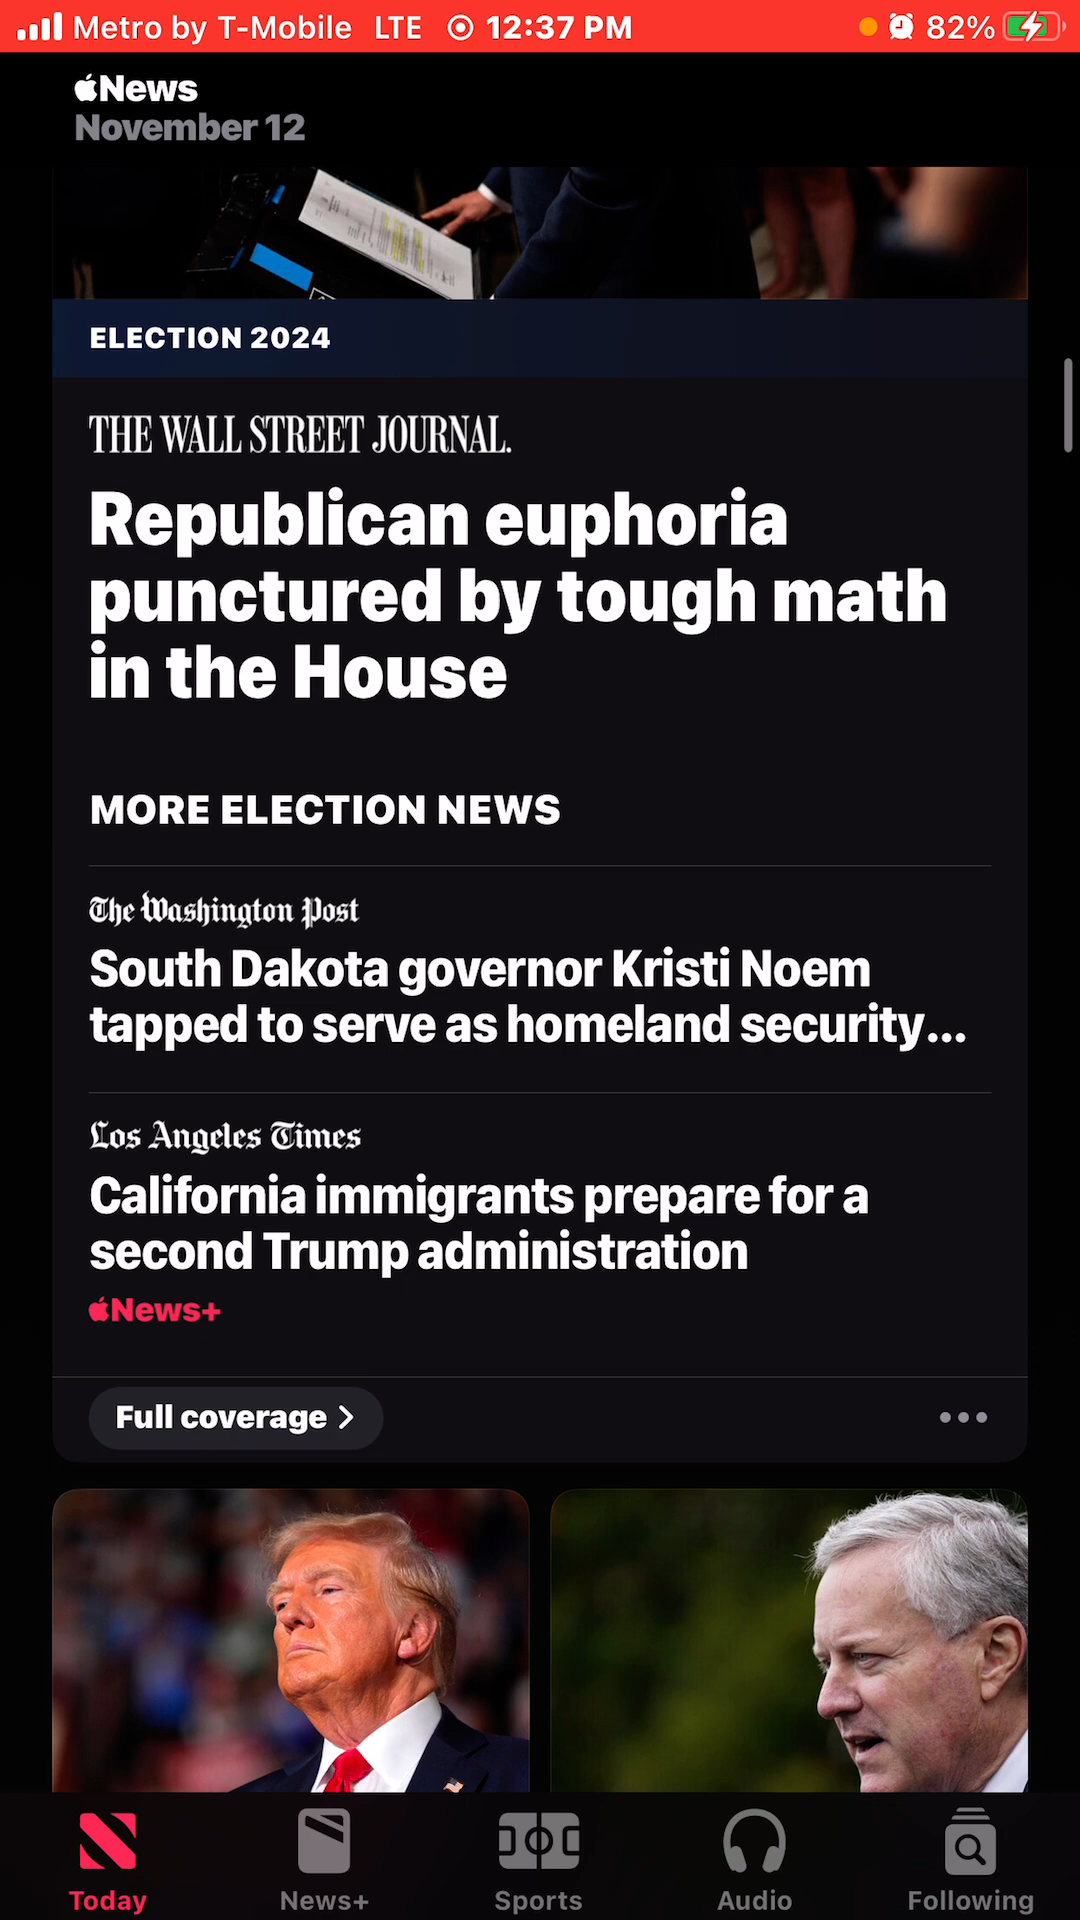 Metro by T-Mobile LTE 12:37 PM 82%
News
November 12
ELECTION 2024
THE WALL STREET JOURNAL.
Republican euphoria
punctured by tough math
in the House
MORE ELECTION NEWS
The Washington Post
South Dakota governor Kristi Noem
tapped to serve as homeland security...
Los Angeles Times
California immigrants prepare for a
second Trump administration
News+
Full coverage >
Today News+ Sports Audio Following